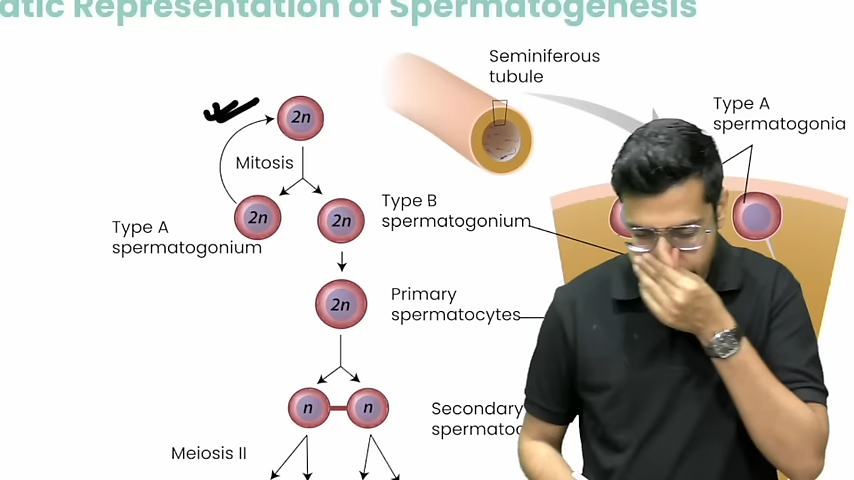 atic Representation of Spermatogenesis
Seminiferous
tubule
Type A
spermatogonia
2n
Mitosis
2n
2n
Type B
spermatogonium
Type A
spermatogonium
2n
Primary
spermatocytes
n
n
Secondary
spermatoc
Meiosis II